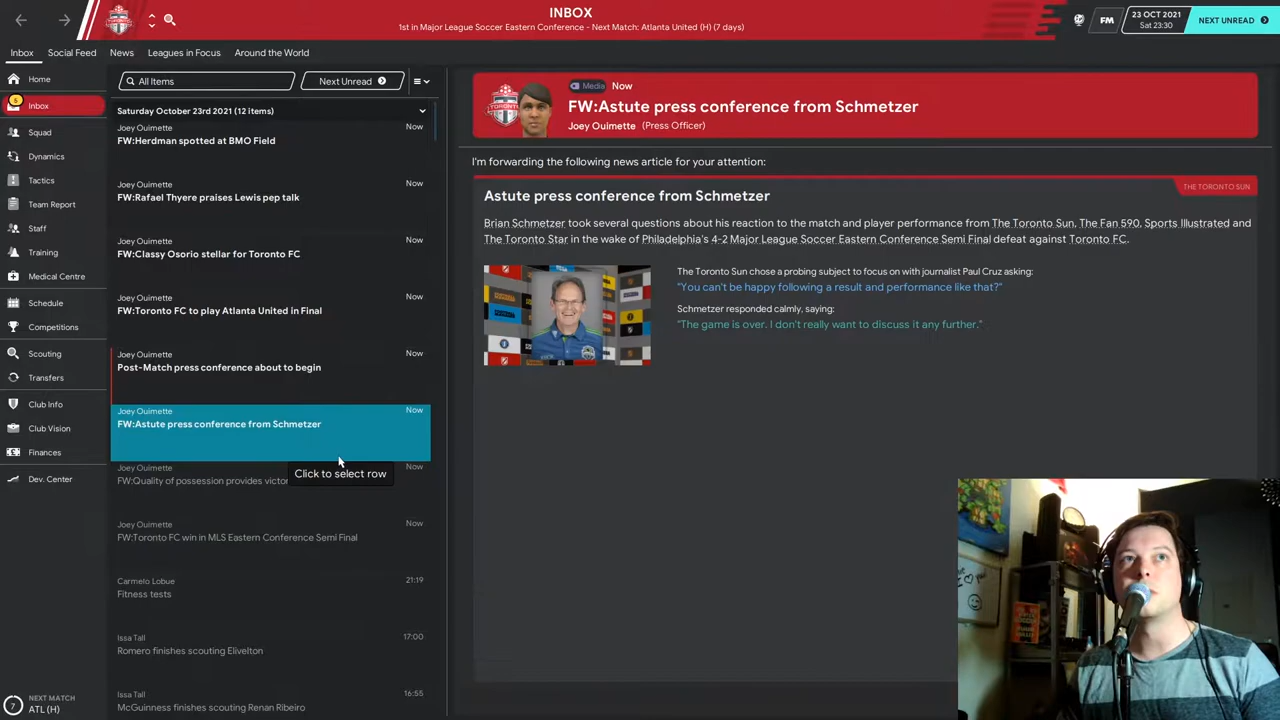 INBOX
1st in Major League Soccer Eastern Conference - Next Match: Atlanta United (H) (7 days)
FM
23 OCT 2021
Sat 23:30
NEXT UNREAD
Inbox
Social Feed
News
Leagues in Focus
Around the World
Home
5
Inbox
Squad
Dynamics
Tactics
Team Report
Staff
Training
Medical Centre
Schedule
Competitions
Scouting
Transfers
Club Info
Club Vision
Finances
Dev. Center
7
NEXT MATCH
ATL (H)
All Items
Next Unread
Saturday October 23rd 2021 (12 items)
Joey Ouimette
Now
FW:Herdman spotted at BMO Field
Joey Ouimette
Now
FW:Rafael Thyere praises Lewis pep talk
Joey Ouimette
Now
FW:Classy Osorio stellar for Toronto FC
Joey Ouimette
Now
FW:Toronto FC to play Atlanta United in Final
Joey Ouimette
Now
Post-Match press conference about to begin
Joey Ouimette
Now
FW:Astute press conference from Schmetzer
Joey Ouimette
Now
FW:Quality of possession provides victor
Click to select row
Joey Ouimette
Now
FW:Toronto FC win in MLS Eastern Conference Semi Final
Carmelo Lobue
21:19
Fitness tests
Issa Tall
17:00
Romero finishes scouting Elivelton
Issa Tall
16:55
McGuinness finishes scouting Renan Ribeiro
TORONTO
Media
Now
FW:Astute press conference from Schmetzer
Joey Ouimette (Press Officer)
I'm forwarding the following news article for your attention:
THE TORONTO SUN
Astute press conference from Schmetzer
Brian Schmetzer took several questions about his reaction to the match and player performance from The Toronto Sun, The Fan 590, Sports Illustrated and
The Toronto Star in the wake of Philadelphia's 4-2 Major League Soccer Eastern Conference Semi Final defeat against Toronto FC.
The Toronto Sun chose a probing subject to focus on with journalist Paul Cruz asking:
"You can't be happy following a result and performance like that?"
Schmetzer responded calmly, saying:
"The game is over. I don't really want to discuss it any further."